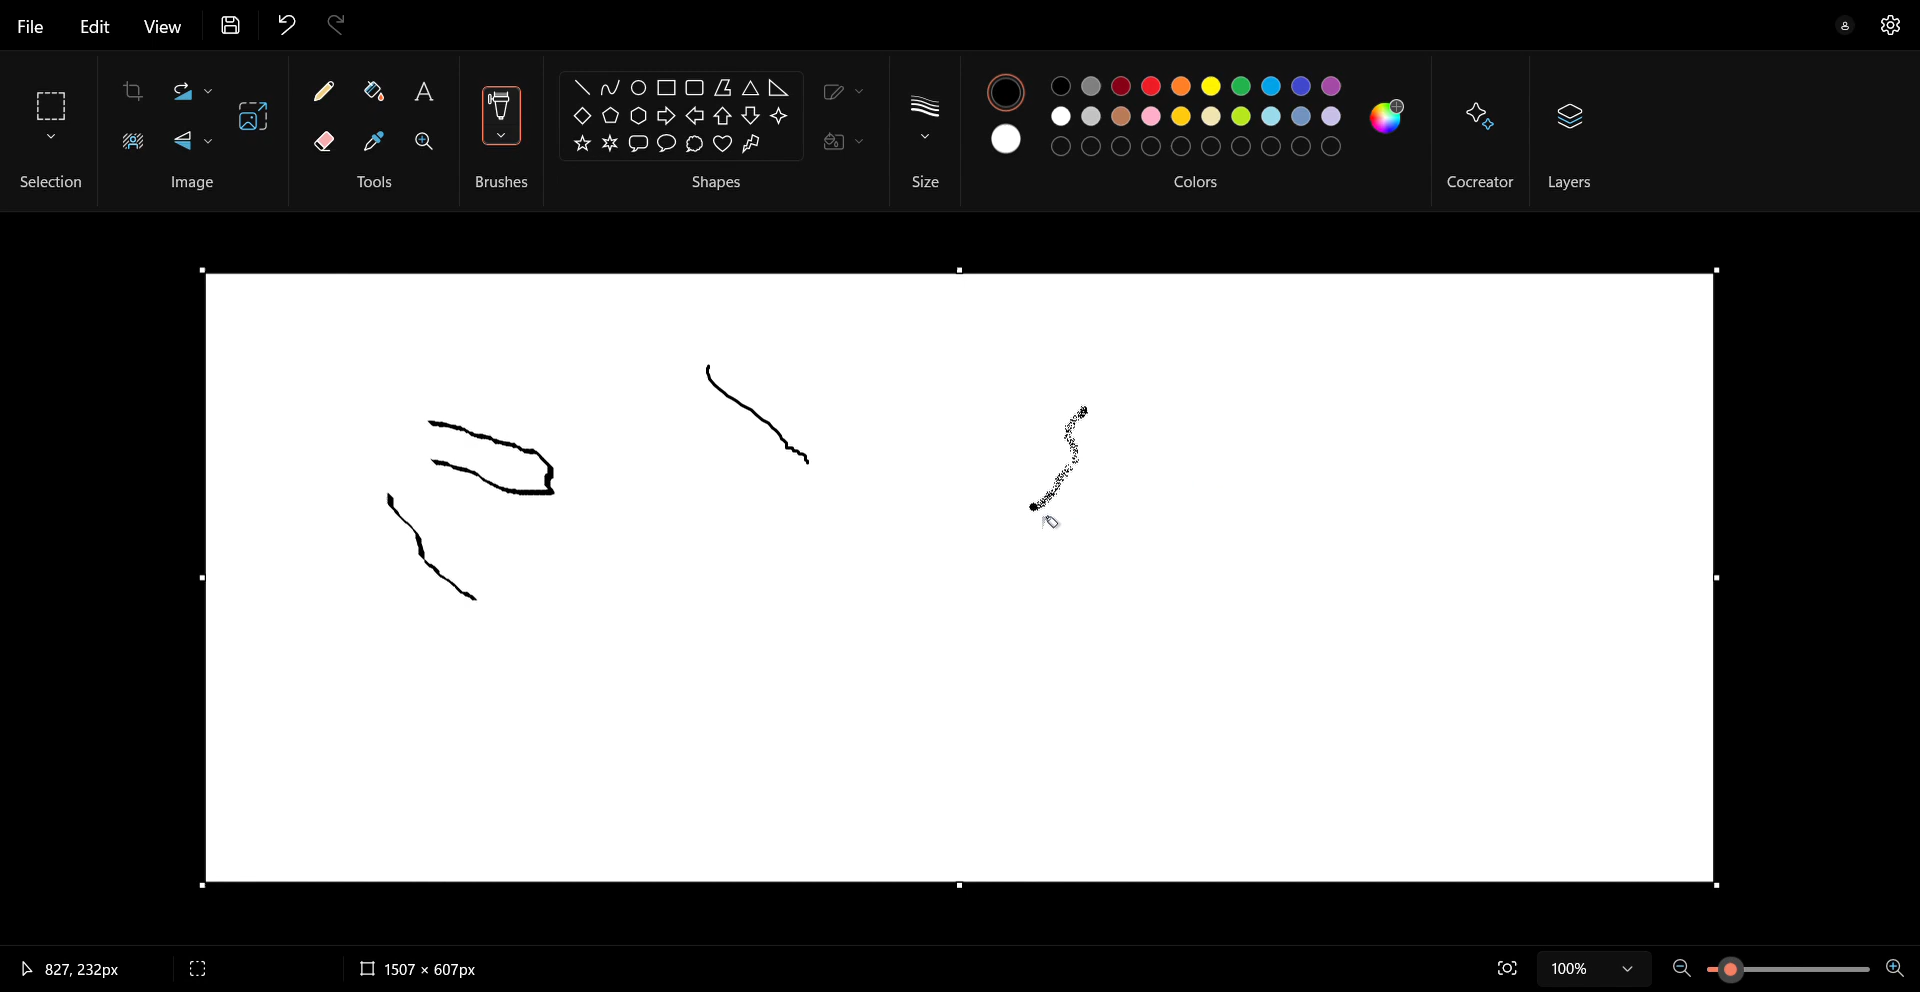 File Edit View
Selection Image Tools Brushes Shapes Size Colors Cocreator Layers
827, 232px 1507 × 607px 100%